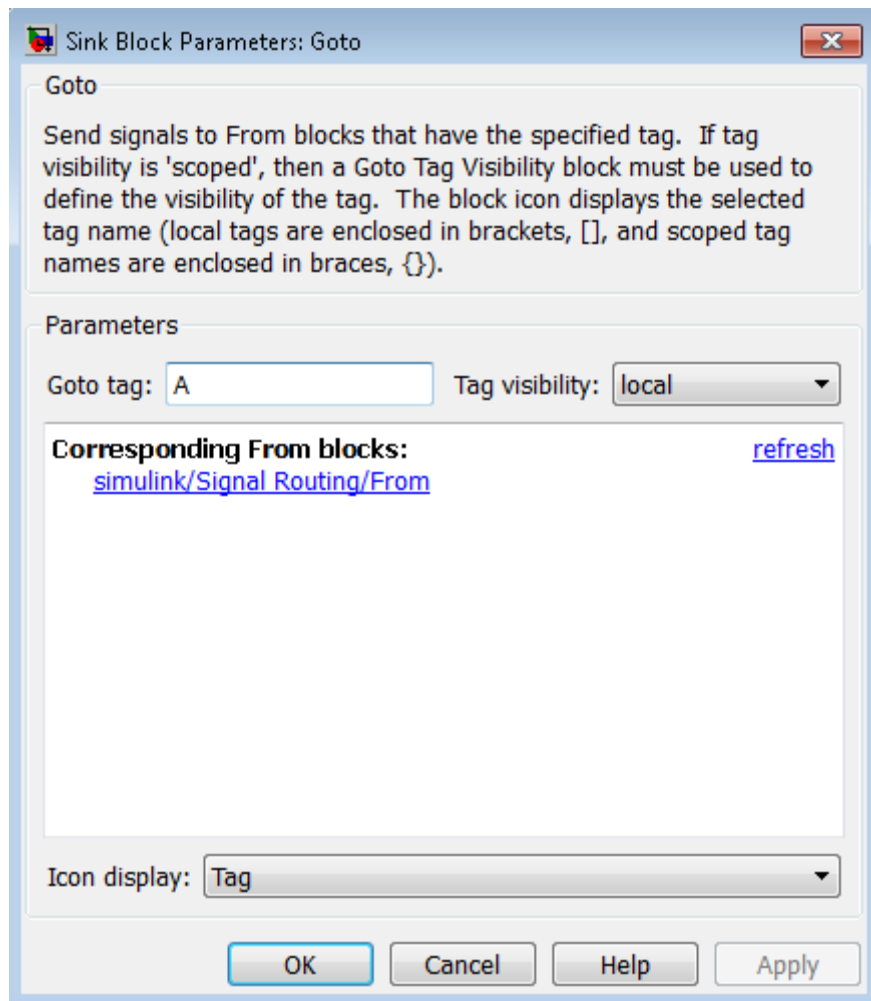 Sink Block Parameters: Goto
Goto
Send signals to From blocks that have the specified tag.  If tag
visibility is 'scoped', then a Goto Tag Visibility block must be used to
define the visibility of the tag.  The block icon displays the selected
tag name (local tags are enclosed in brackets, [], and scoped tag
names are enclosed in braces, {}).
Parameters
Goto tag: A Tag visibility: local
Corresponding From blocks: refresh
simulink/Signal Routing/From
Icon display: Tag
OK Cancel Help Apply